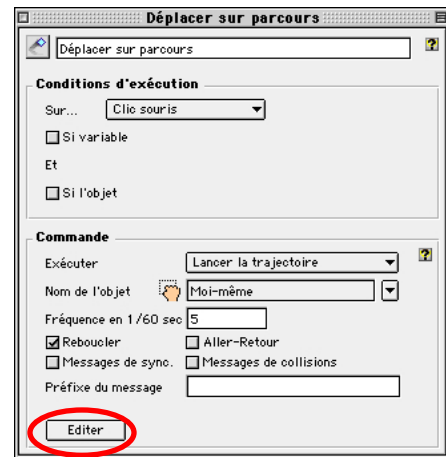 Déplacer sur parcours
Déplacer sur parcours ?
Conditions d'exécution
Sur... Clic souris
Si variable
Et
Si l'objet
Commande
Exécuter Lancer la trajectoire ?
Nom de l'objet Moi-même
Fréquence en 1/60 sec 5
Reboucler Aller-Retour
Messages de sync. Messages de collisions
Préfixe du message
Editer